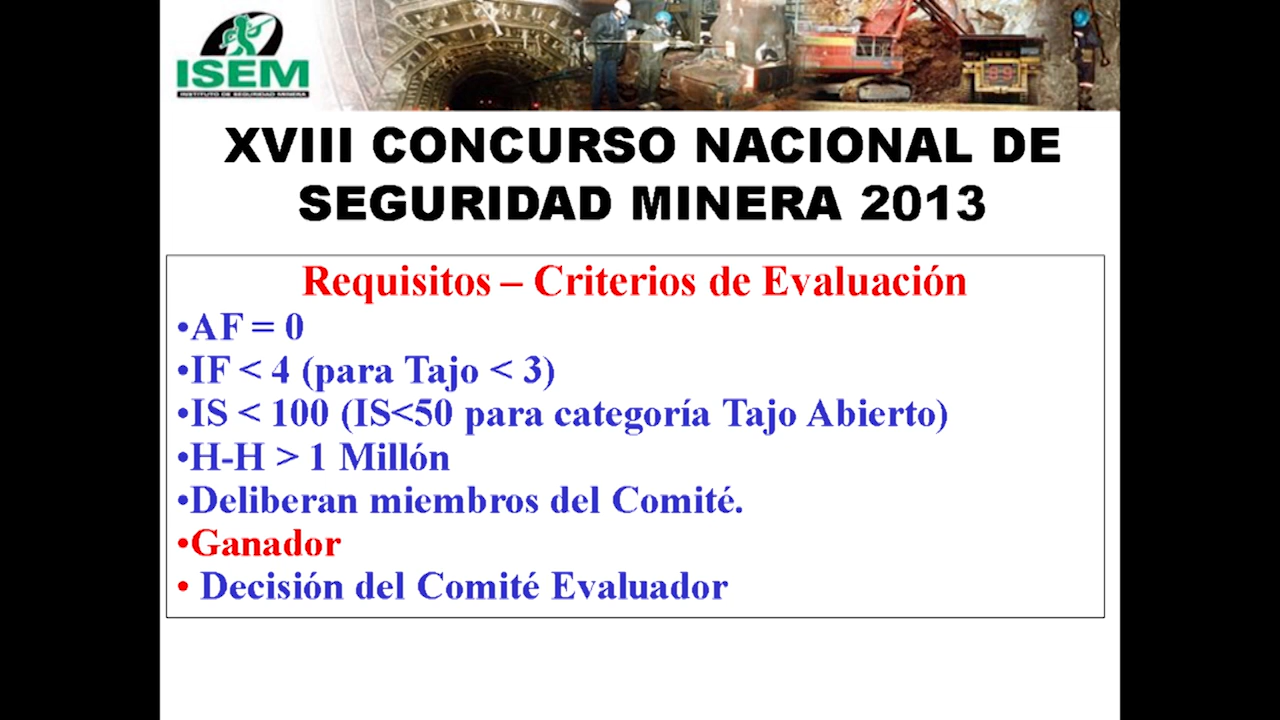 ISEM
INSTITUTO DE SEGURIDAD MINERA
XVIII CONCURSO NACIONAL DE
SEGURIDAD MINERA 2013
Requisitos – Criterios de Evaluación
•AF = 0
•IF < 4 (para Tajo < 3)
•IS < 100 (IS<50 para categoría Tajo Abierto)
•H-H > 1 Millón
•Deliberan miembros del Comité.
•Ganador
• Decisión del Comité Evaluador